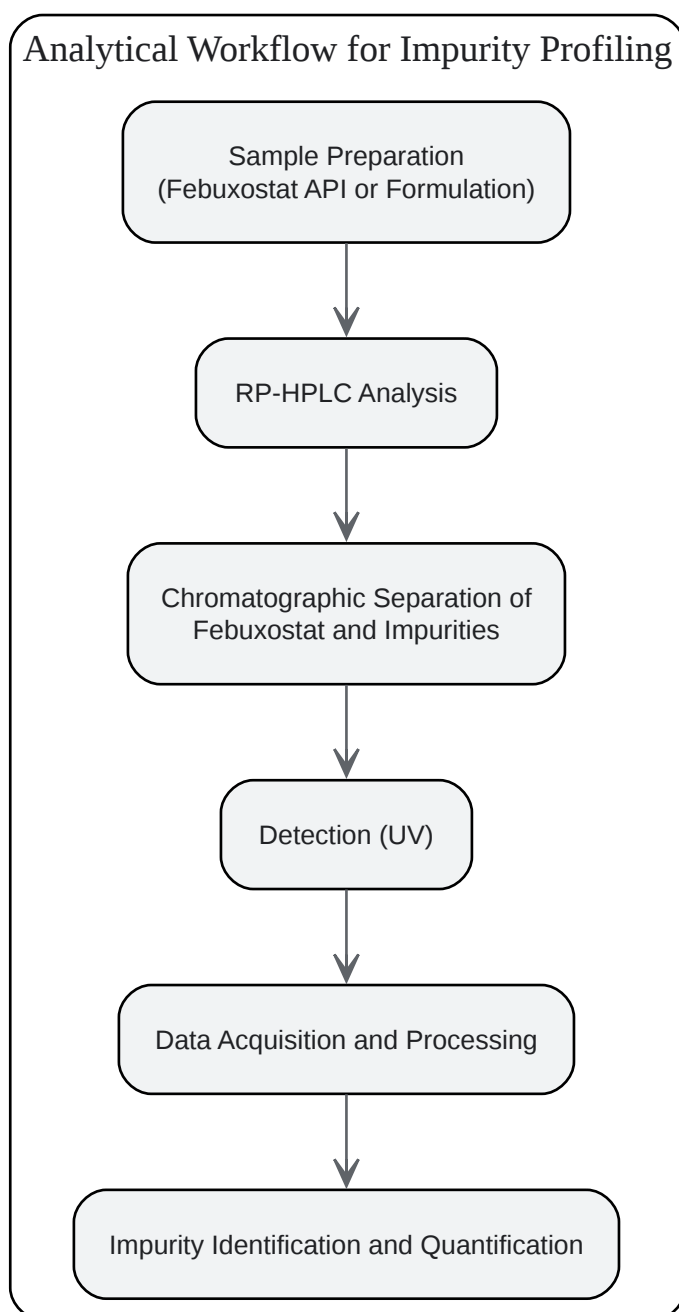 Analytical Workflow for Impurity Profiling
Sample Preparation
(Febuxostat API or Formulation)
RP-HPLC Analysis
Chromatographic Separation of
Febuxostat and Impurities
Detection (UV)
Data Acquisition and Processing
Impurity Identification and Quantification